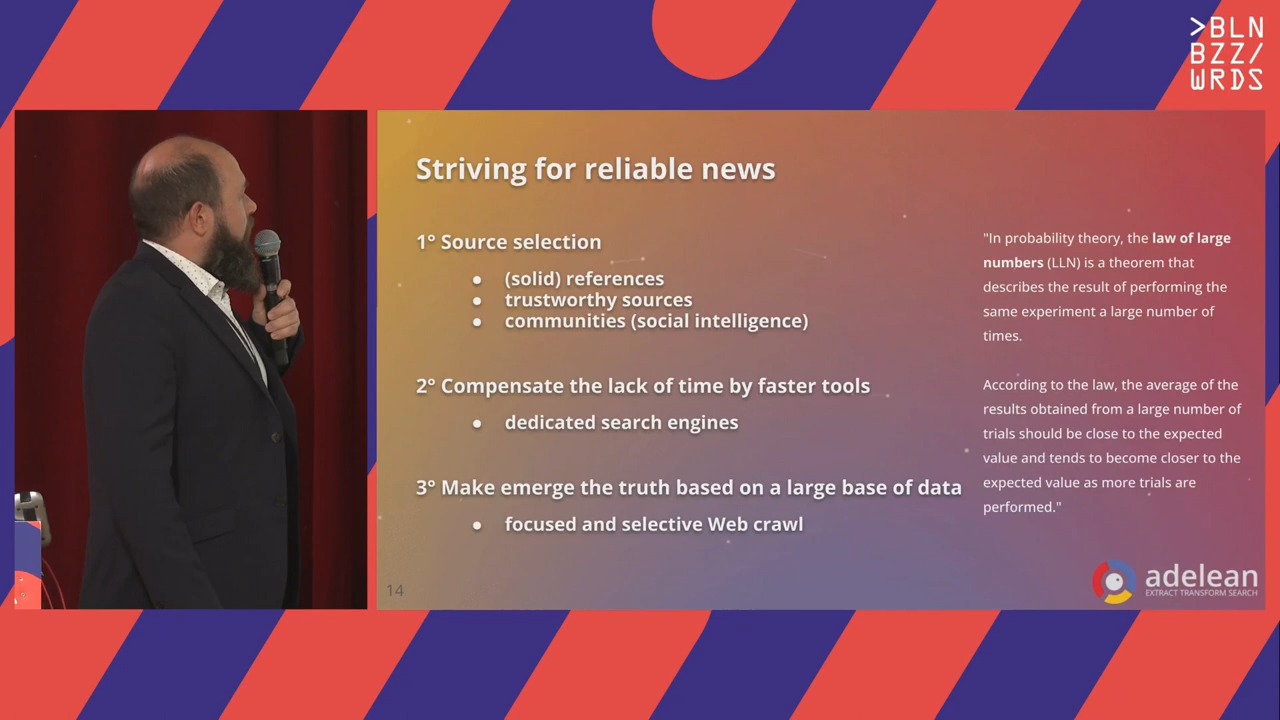 >BLN
BZZ/
WRDS
Striving for reliable news
1° Source selection
● (solid) references
● trustworthy sources
● communities (social intelligence)
2° Compensate the lack of time by faster tools
● dedicated search engines
3° Make emerge the truth based on a large base of data
● focused and selective Web crawl
"In probability theory, the law of large
numbers (LLN) is a theorem that
describes the result of performing the
same experiment a large number of
times.
According to the law, the average of the
results obtained from a large number of
trials should be close to the expected
value and tends to become closer to the
expected value as more trials are
performed."
14
adelean
EXTRACT TRANSFORM SEARCH